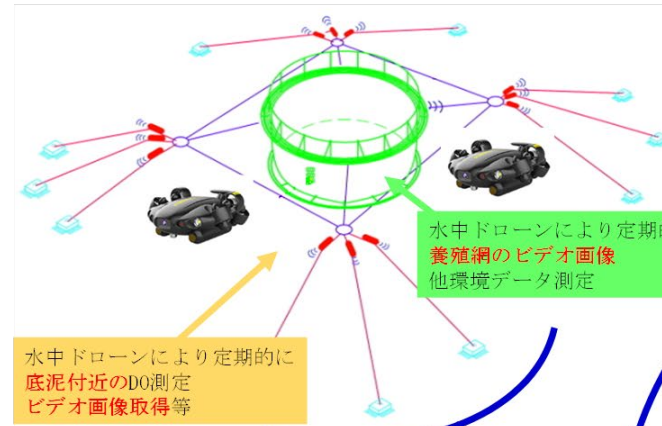 水中ドローンにより定期的
養殖網のビデオ画像
他環境データ測定
水中ドローンにより定期的に
底泥付近のDO測定
ビデオ画像取得等